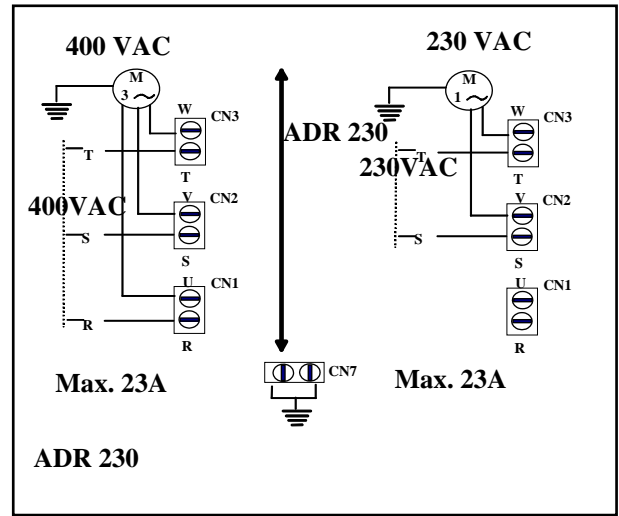 400 VAC
M
3 ~
W
CN3
T
T
400VAC
V
CN2
S
S
U
CN1
R
R
Max. 23A
ADR 230
ADR 230
CN7
230 VAC
M
1 ~
W
CN3
T
230VAC
T
V
CN2
S
S
U
CN1
R
Max. 23A